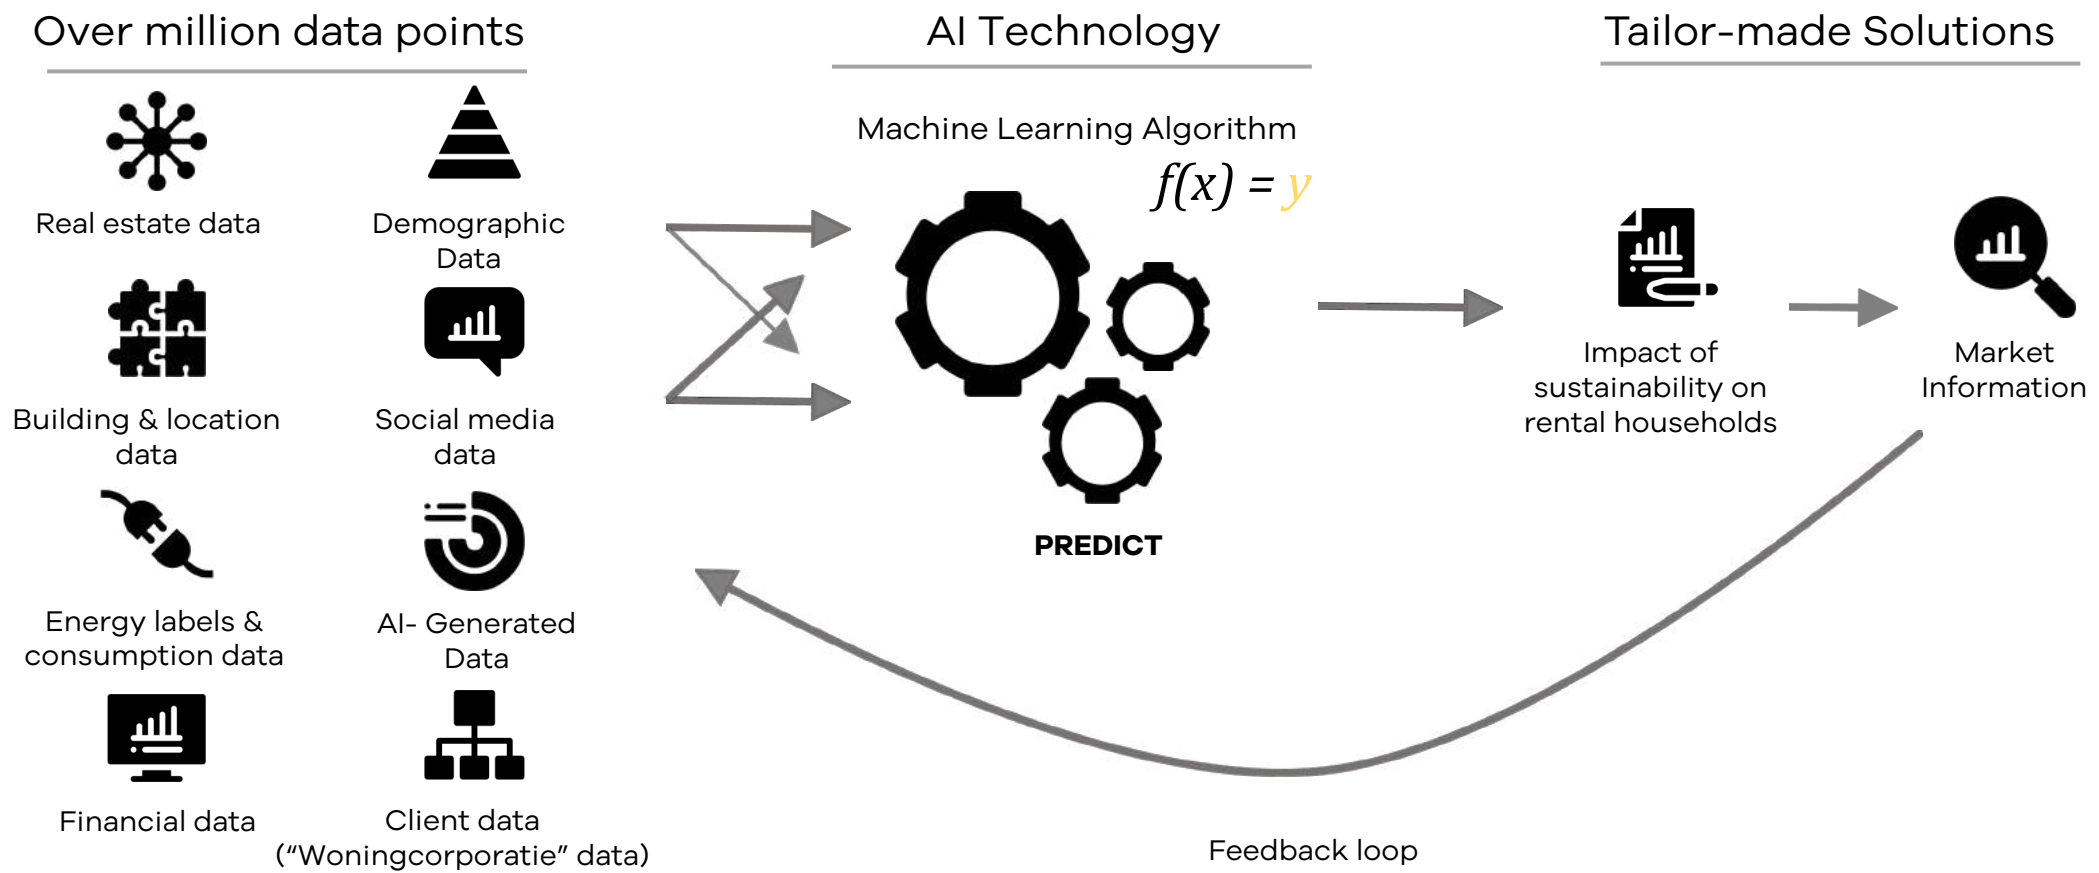 Over million data points
Real estate data
Demographic
Data
Building & location
data
Social media
data
Energy labels &
consumption data
AI- Generated
Data
Financial data
Client data
(“Woningcorporatie” data)
AI Technology
Machine Learning Algorithm
f(x) = y
PREDICT
Tailor-made Solutions
Impact of
sustainability on
rental households
Market
Information
Feedback loop